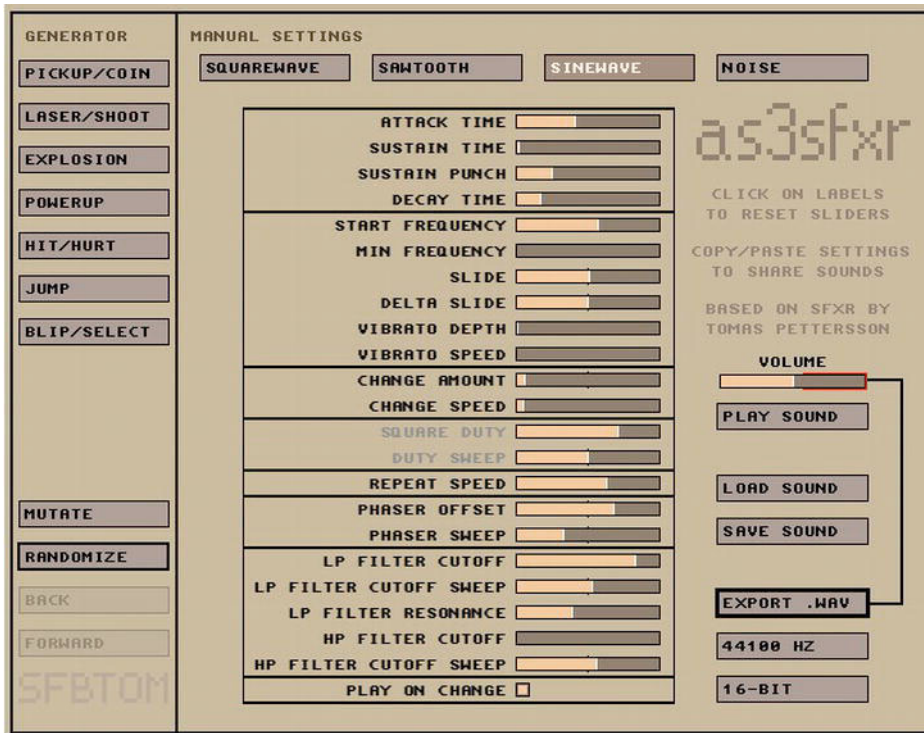 GENERATOR
PICKUP/COIN
LASER/SHOOT
EXPLOSION
POWERUP
HIT/HURT
JUMP
BLIP/SELECT
MUTATE
RANDOMIZE
BACK
FORWARD
SFBTOM
MANUAL SETTINGS
SQUAREWAVE
SAWTOOTH
SINEWAVE
NOISE
ATTACK TIME
SUSTAIN TIME
SUSTAIN PUNCH
DECAY TIME
START FREQUENCY
MIN FREQUENCY
SLIDE
DELTA SLIDE
VIBRATO DEPTH
VIBRATO SPEED
CHANGE AMOUNT
CHANGE SPEED
SQUARE DUTY
DUTY SWEEP
REPEAT SPEED
PHASER OFFSET
PHASER SWEEP
LP FILTER CUTOFF
LP FILTER CUTOFF SWEEP
LP FILTER RESONANCE
HP FILTER CUTOFF
HP FILTER CUTOFF SWEEP
PLAY ON CHANGE
as3sfxr
CLICK ON LABELS
TO RESET SLIDERS
COPY/PASTE SETTINGS
TO SHARE SOUNDS
BASED ON SFXR BY
TOMAS PETTERSSON
VOLUME
PLAY SOUND
LOAD SOUND
SAVE SOUND
EXPORT .WAV
44100 HZ
16-BIT